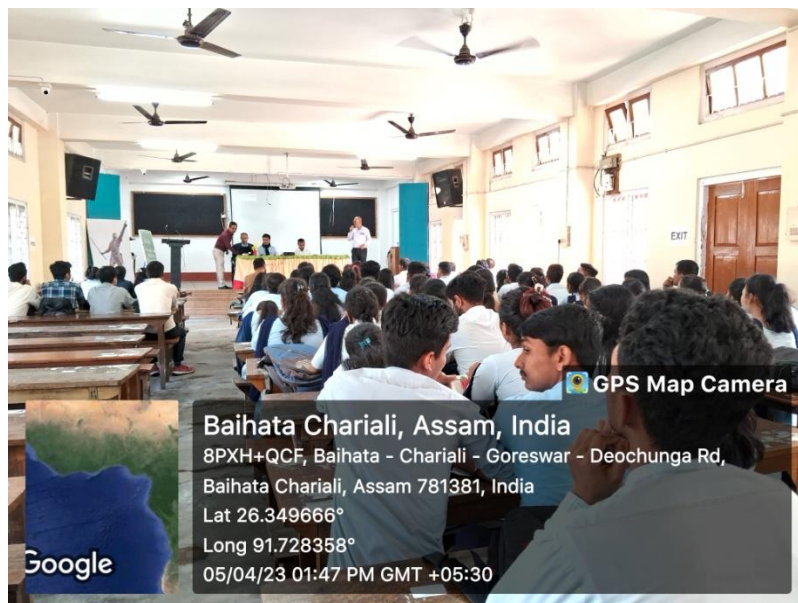 EXIT
GPS Map Camera
Baihata Chariali, Assam, India
8PXH+QCF, Baihata - Chariali - Goreswar - Deochunga Rd,
Baihata Chariali, Assam 781381, India
Lat 26.349666°
Long 91.728358°
05/04/23 01:47 PM GMT +05:30
Google